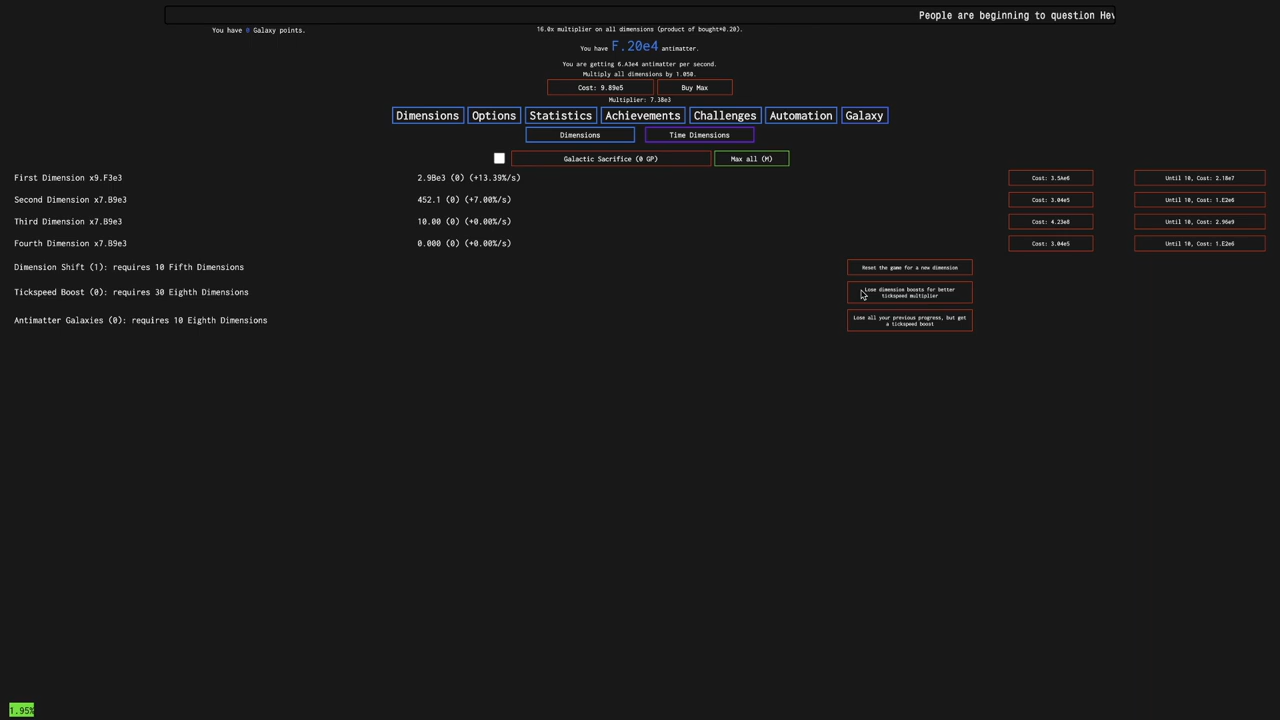 People are beginning to question Hev
You have 0 Galaxy points.
16.0x multiplier on all dimensions (product of bought*0.20).
You have F.20e4 antimatter.
You are getting 6.A3e4 antimatter per second.
Multiply all dimensions by 1.050.
Cost: 9.89e5 Buy Max
Multiplier: 7.38e3
Dimensions Options Statistics Achievements Challenges Automation Galaxy
Dimensions Time Dimensions
Galactic Sacrifice (0 GP) Max all (M)
First Dimension x9.F3e3 2.9Be3 (0) (+13.39%/s) Cost: 3.5Ae6 Until 10, Cost: 2.18e7
Second Dimension x7.B9e3 452.1 (0) (+7.00%/s) Cost: 3.04e5 Until 10, Cost: 1.E2e6
Third Dimension x7.B9e3 10.00 (0) (+0.00%/s) Cost: 4.23e8 Until 10, Cost: 2.96e9
Fourth Dimension x7.B9e3 0.000 (0) (+0.00%/s) Cost: 3.04e5 Until 10, Cost: 1.E2e6
Dimension Shift (1): requires 10 Fifth Dimensions Reset the game for a new dimension
Tickspeed Boost (0): requires 30 Eighth Dimensions Lose dimension boosts for better
tickspeed multiplier
Antimatter Galaxies (0): requires 10 Eighth Dimensions Lose all your previous progress, but get
a tickspeed boost
1.95%